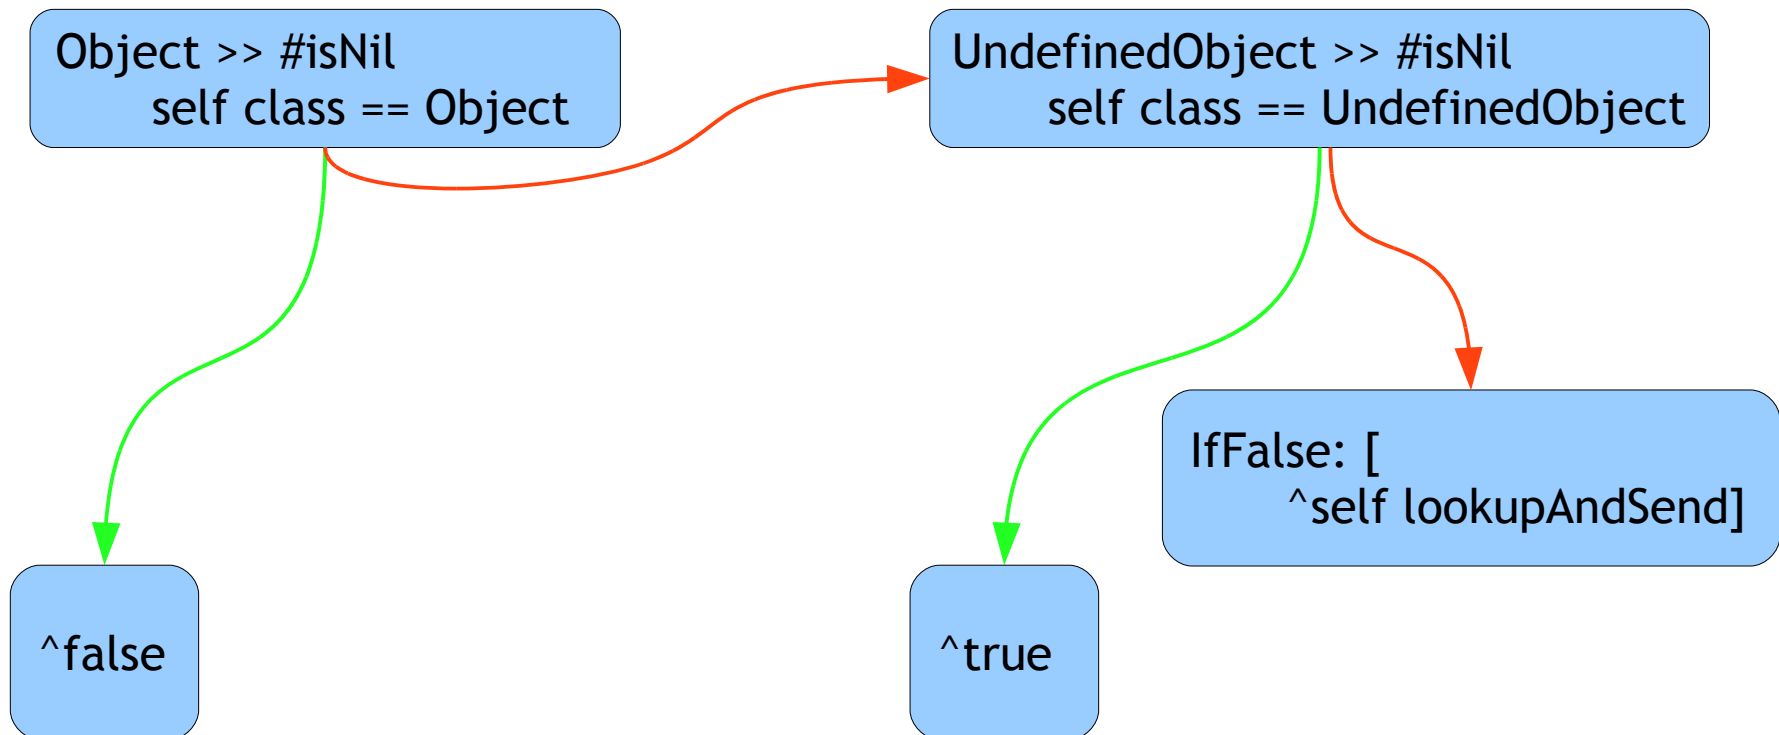 Object >> #isNil
self class == Object
UndefinedObject >> #isNil
self class == UndefinedObject
IfFalse: [
^self lookupAndSend]
^false
^true